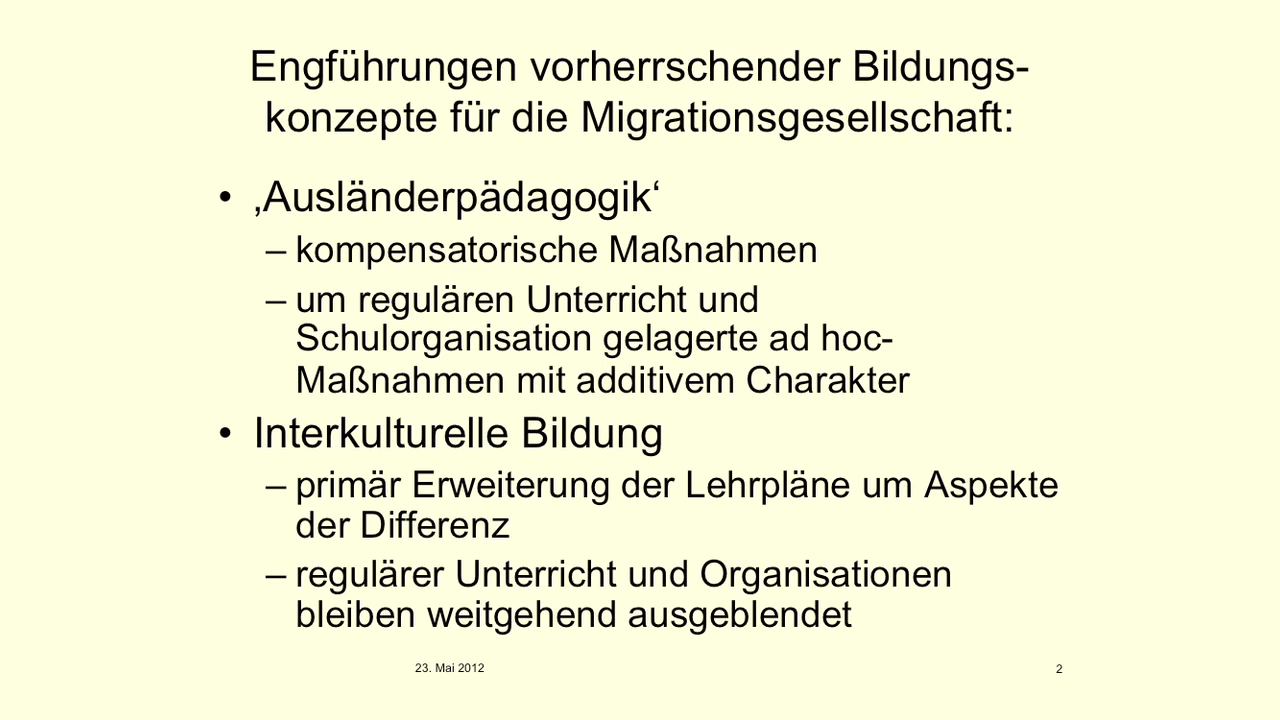 Engführungen vorherrschender Bildungs-
konzepte für die Migrationsgesellschaft:
• ‚Ausländerpädagogik‘
– kompensatorische Maßnahmen
– um regulären Unterricht und
Schulorganisation gelagerte ad hoc-
Maßnahmen mit additivem Charakter
• Interkulturelle Bildung
– primär Erweiterung der Lehrpläne um Aspekte
der Differenz
– regulärer Unterricht und Organisationen
bleiben weitgehend ausgeblendet
23. Mai 2012
2